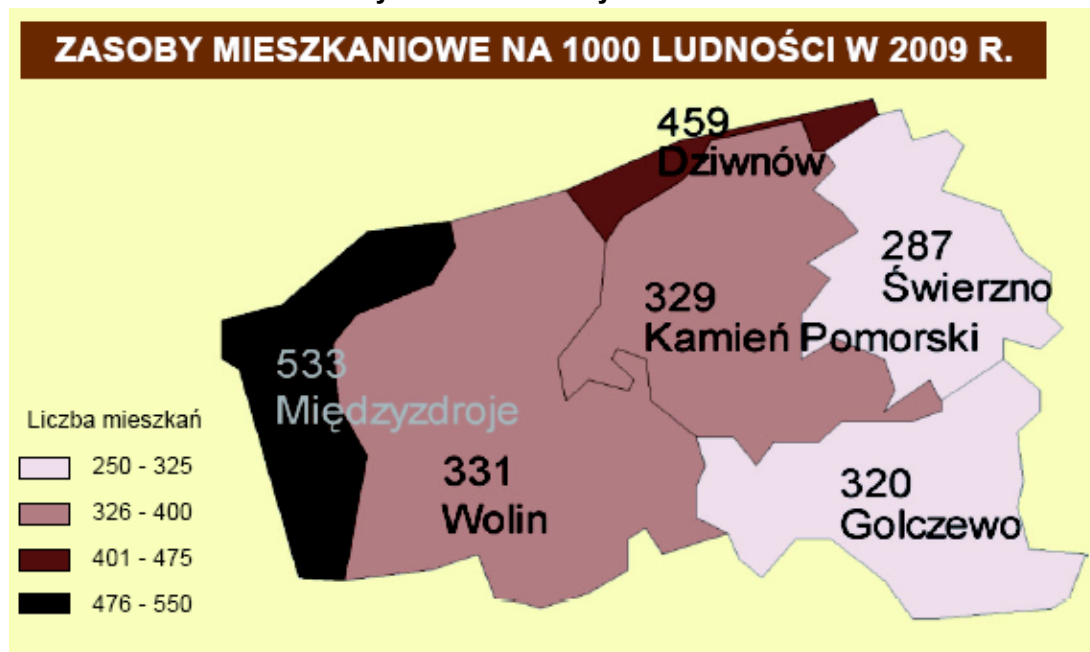 ZASOBY MIESZKANIOWE NA 1000 LUDNOŚCI W 2009 R.
459
Dziwnów
287
Świerzno
329
Kamień Pomorski
533
Międzyzdroje
331
Wolin
320
Golczewo
Liczba mieszkań
250 - 325
326 - 400
401 - 475
476 - 550